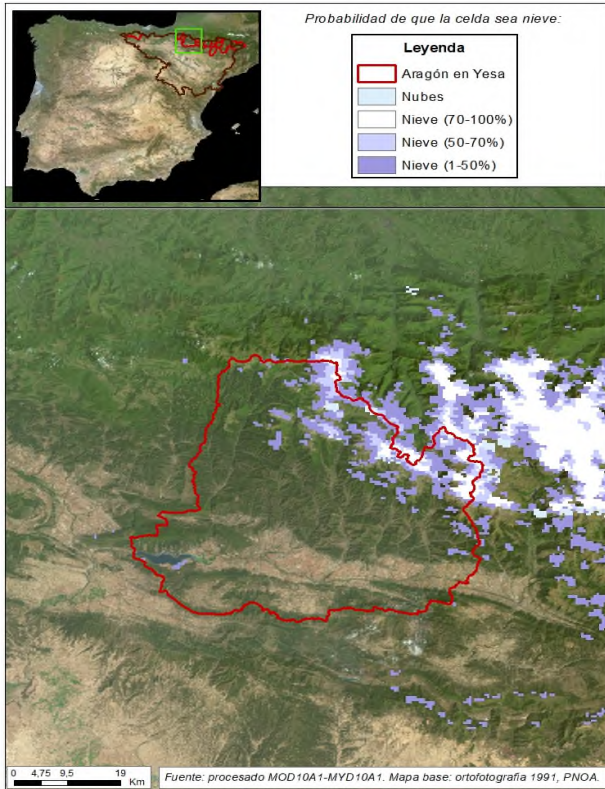 Probabilidad de que la celda sea nieve:
Leyenda
Aragón en Yesa
Nubes
Nieve (70-100%)
Nieve (50-70%)
Nieve (1-50%)
0 4,75 9,5 19
Km
Fuente: procesado MOD10A1-MYD10A1. Mapa base: ortofotografía 1991, PNOA.